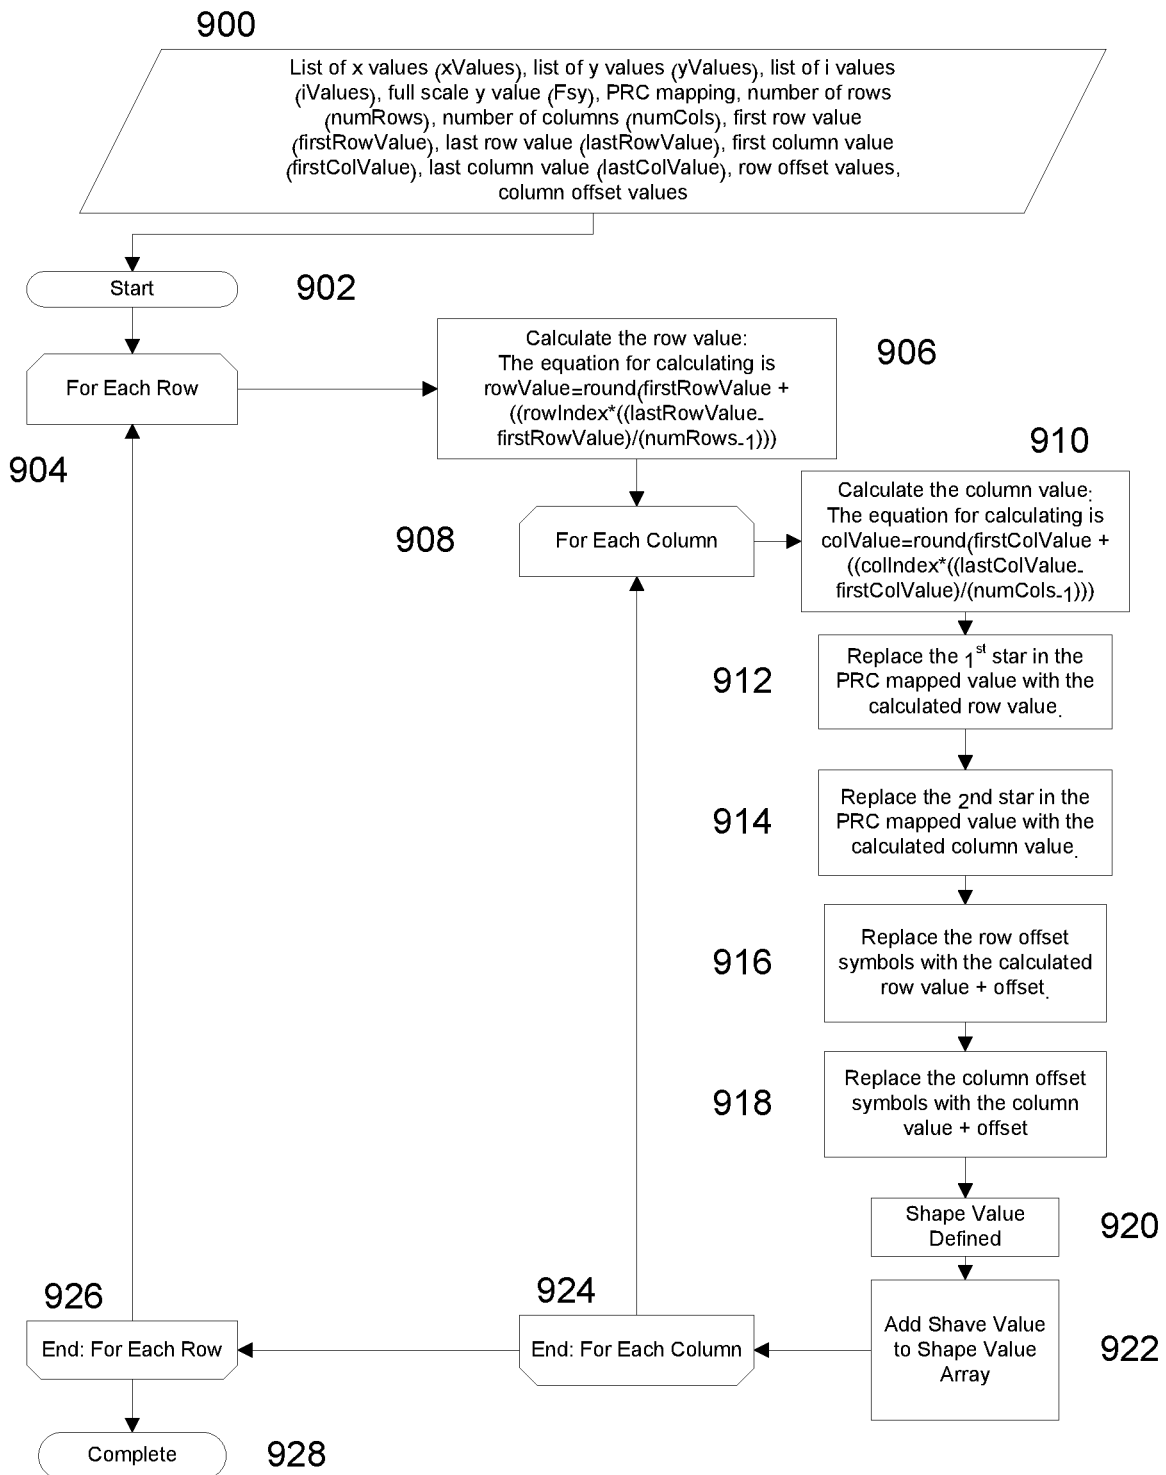 900
List of x values (xValues), list of y values (yValues), list of i values
(iValues), full scale y value (Fsy), PRC mapping, number of rows
(numRows), number of columns (numCols), first row value
(firstRowValue), last row value (lastRowValue), first column value
(firstColValue), last column value (lastColValue), row offset values,
column offset values
Start
902
For Each Row
904
Calculate the row value:
The equation for calculating is
rowValue=round(firstRowValue +
((rowIndex*((lastRowValue-
firstRowValue)/(numRows-1)))
906
For Each Column
908
910
Calculate the column value:
The equation for calculating is
colValue=round(firstColValue +
((colIndex*((lastColValue-
firstColValue)/(numCols-1)))
912
Replace the 1st star in the
PRC mapped value with the
calculated row value.
914
Replace the 2nd star in the
PRC mapped value with the
calculated column value.
916
Replace the row offset
symbols with the calculated
row value + offset.
918
Replace the column offset
symbols with the column
value + offset
Shape Value
Defined
920
Add Shave Value
to Shape Value
Array
922
924
End: For Each Column
926
End: For Each Row
Complete
928